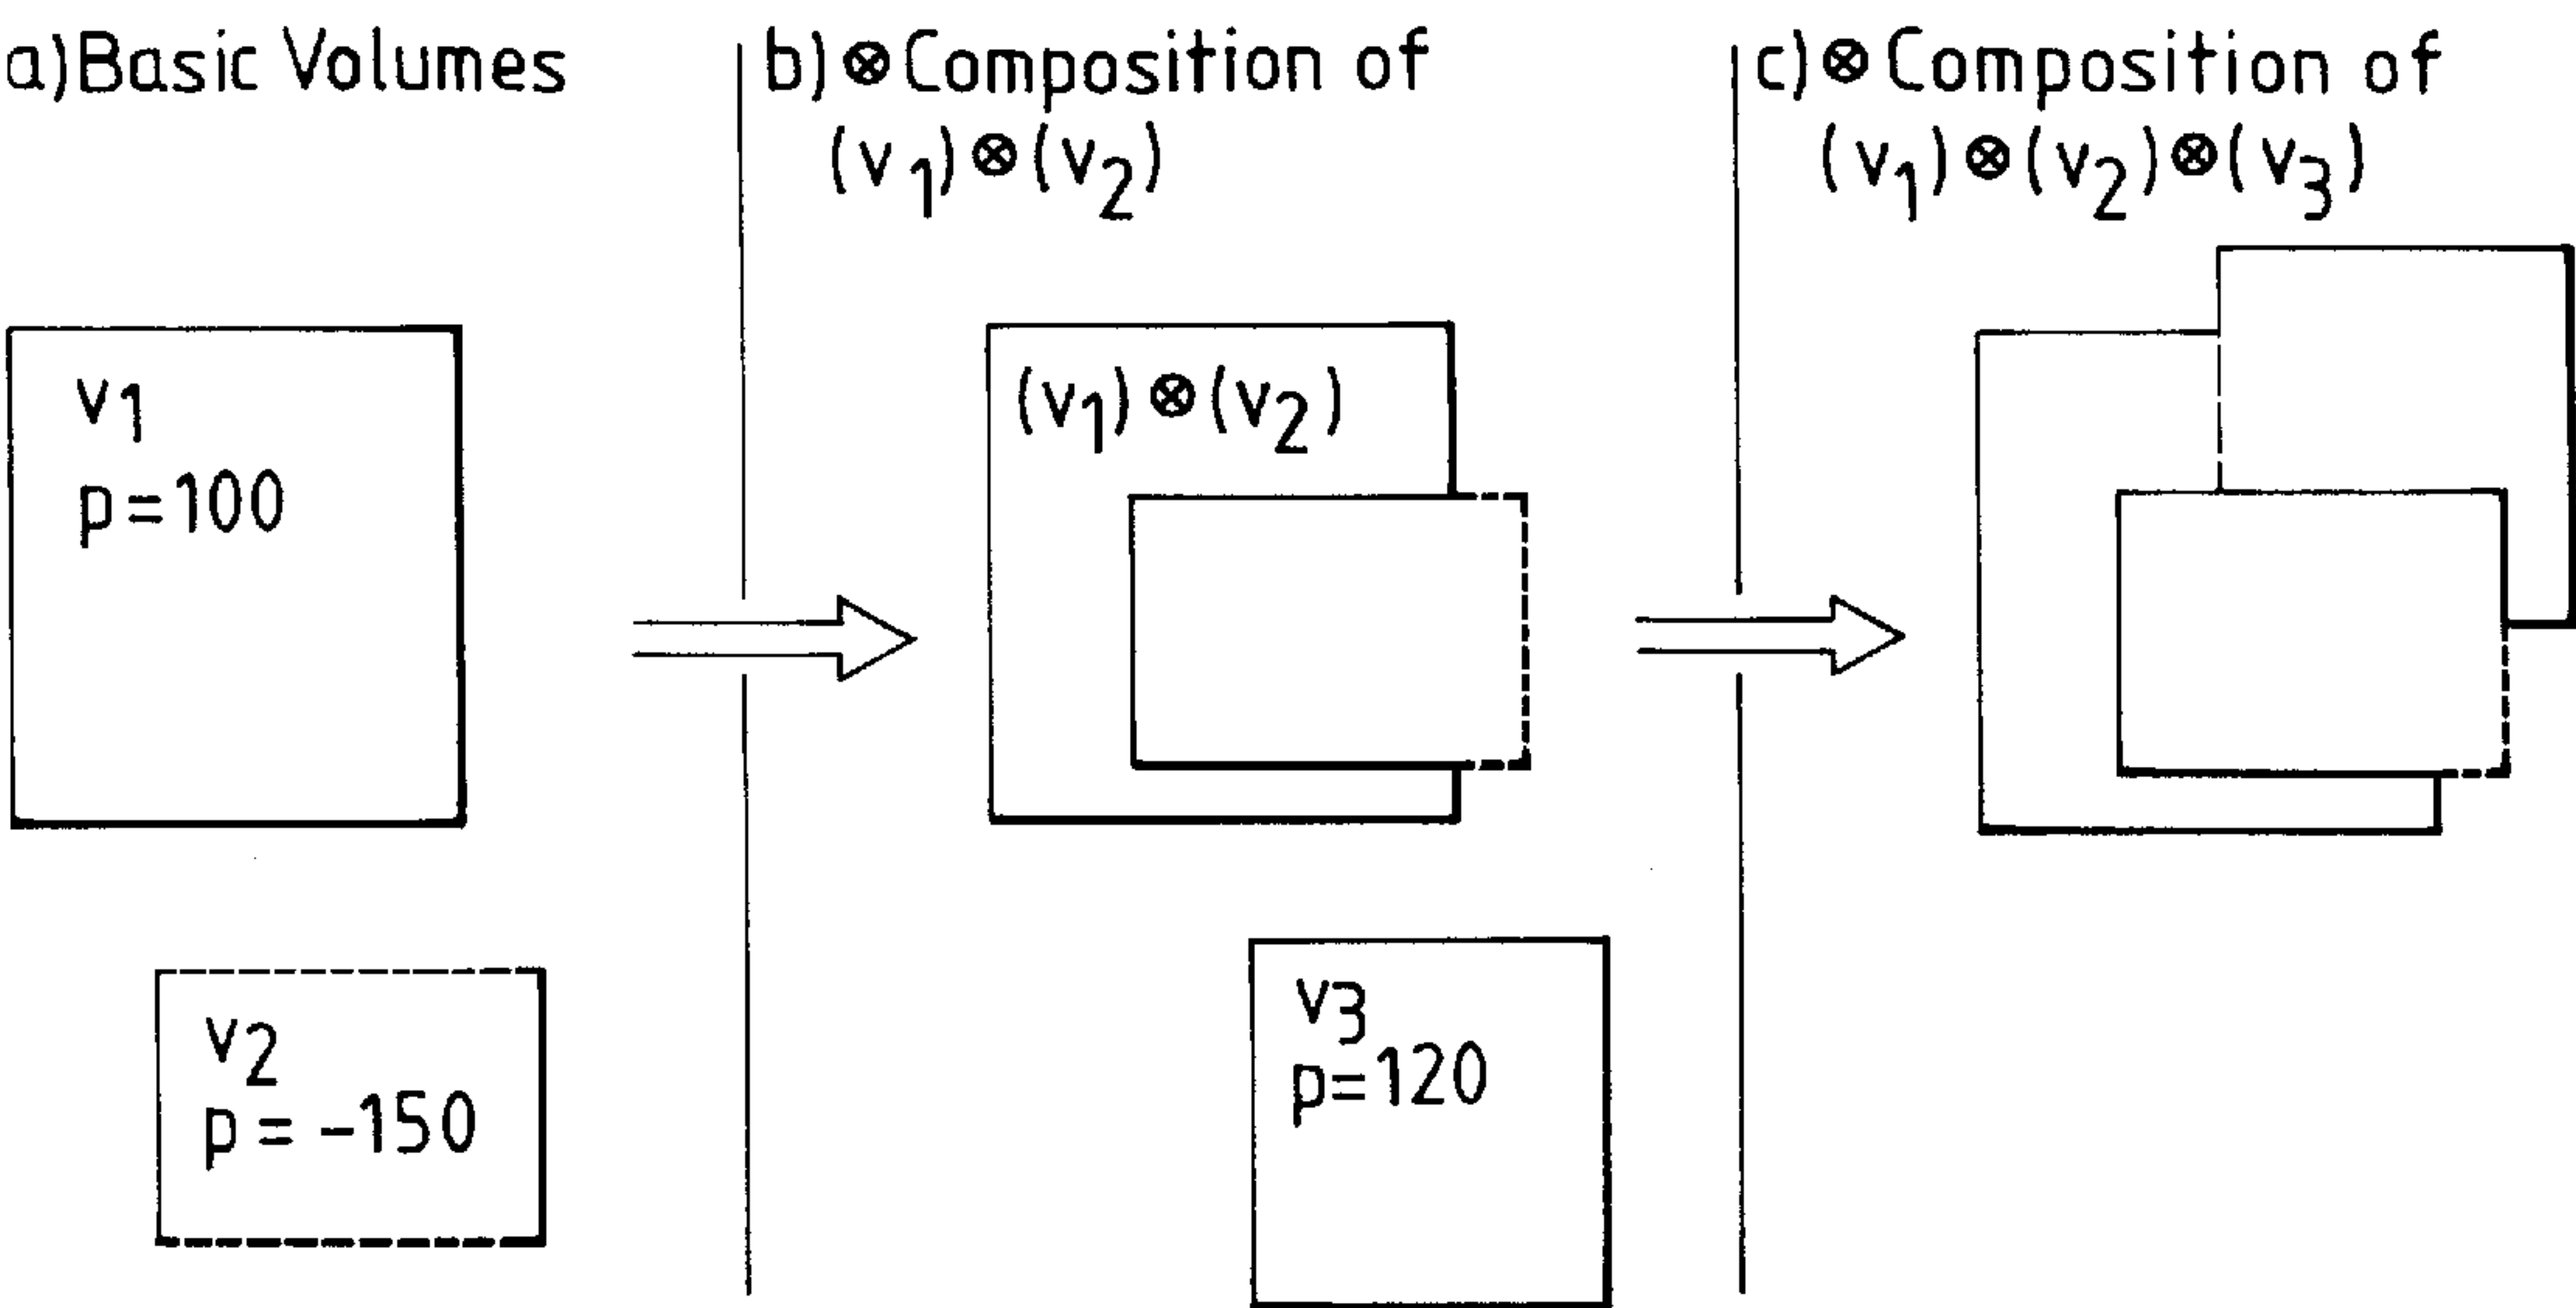 a)Basic Volumes
v1
p=100
v2
p = -150
b)⊗Composition of
(v1)⊗(v2)
(v1)⊗(v2)
v3
p=120
c)⊗Composition of
(v1)⊗(v2)⊗(v3)